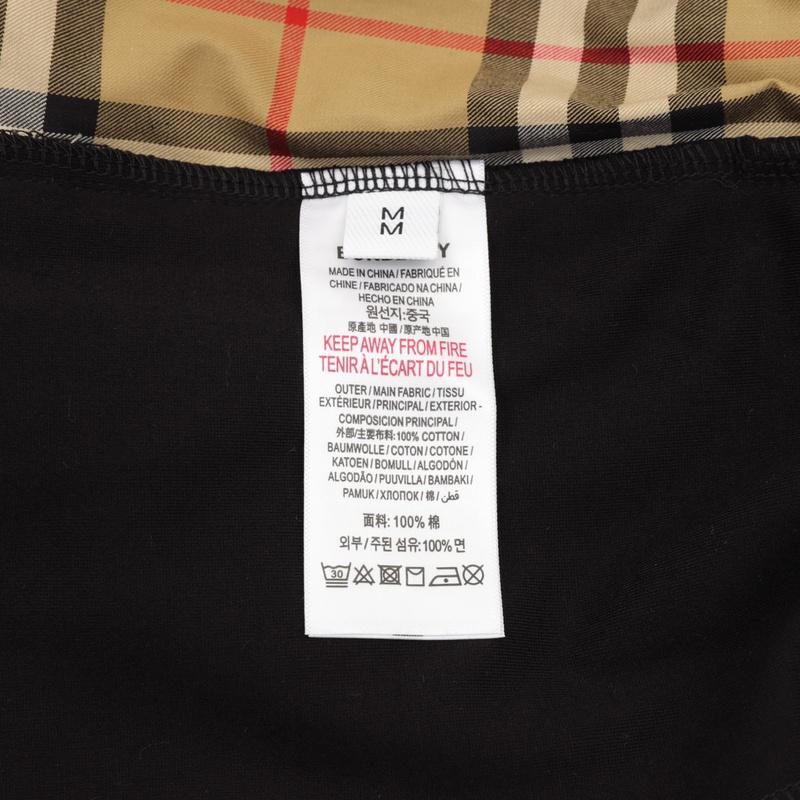 M
M
MADE IN CHINA / FABRIQUÉ EN
CHINE / FABRICADO NA CHINA /
HECHO EN CHINA
원선지:중국
原產地 中國 / 原产地 中国
KEEP AWAY FROM FIRE
TENIR À L'ÉCART DU FEU
OUTER / MAIN FABRIC / TISSU
EXTÉRIEUR / PRINCIPAL / EXTERIOR -
COMPOSICION PRINCIPAL /
外部/主要布料:100% COTTON /
BAUMWOLLE / COTON / COTONE /
KATOEN / BOMULL / ALGODÓN /
ALGODÃO / PUUVILLA / BAMBAKI /
PAMUK / ХЛОПОК / 棉 / قطن
面料: 100% 棉
외부 / 주된 섬유:100% 면
30